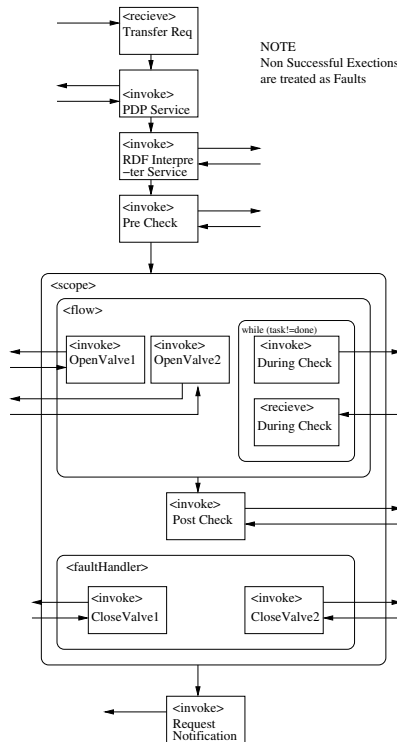 <recieve>
Transfer Req
NOTE
Non Successful Exections
are treated as Faults
<invoke>
PDP Service
<invoke>
RDF Interpre
-ter Service
<invoke>
Pre Check
<scope>
<flow>
while (task!=done)
<invoke>
OpenValve1
<invoke>
OpenValve2
<invoke>
During Check
<recieve>
During Check
<invoke>
Post Check
<faultHandler>
<invoke>
CloseValve1
<invoke>
CloseValve2
<invoke>
Request
Notification